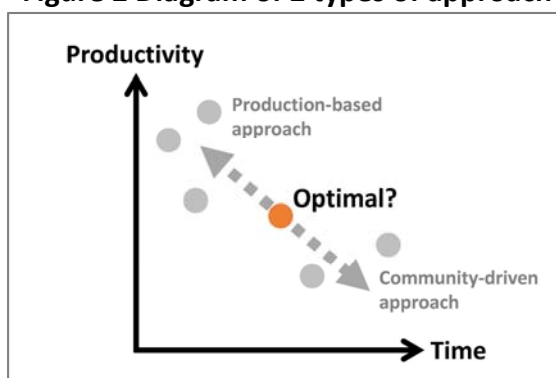 Productivity
Production-based
approach
Optimal?
Community-driven
approach
Time